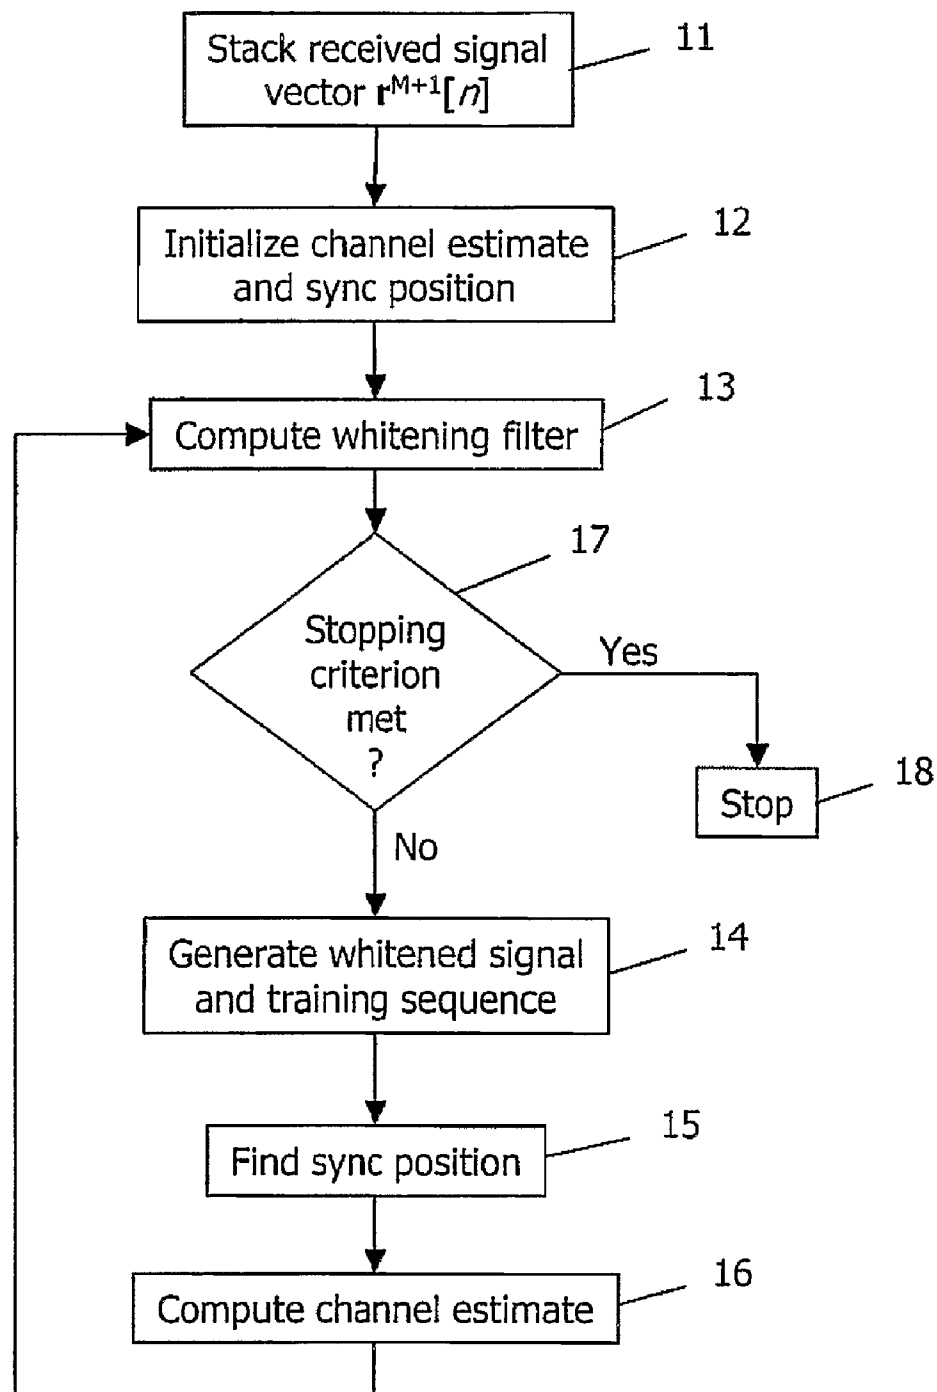 Stack received signal
vector r^{M+1}[n]
11
Initialize channel estimate
and sync position
12
Compute whitening filter
13
Stopping
criterion
met
?
17
Yes
Stop
18
No
Generate whitened signal
and training sequence
14
Find sync position
15
Compute channel estimate
16